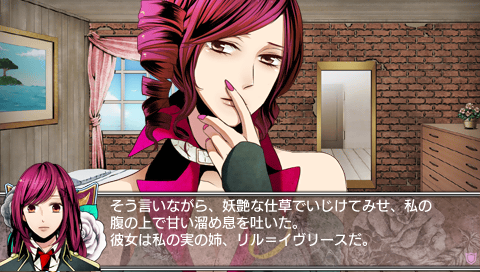 そう言いながら、妖艶な仕草でいじけてみせ、私の
腹の上で甘い溜め息を吐いた。
彼女は私の実の姉、リル＝イヴリースだ。